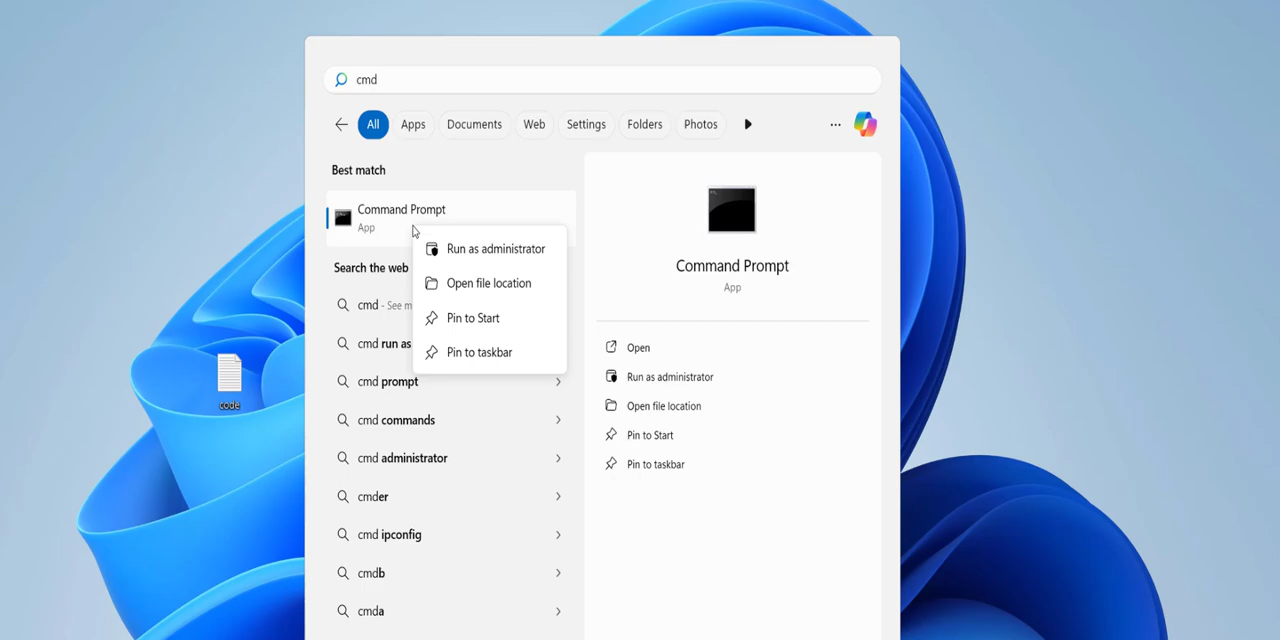 cmd
All Apps Documents Web Settings Folders Photos ...
Best match
Command Prompt
App
Run as administrator
Open file location
Pin to Start
Pin to taskbar
Search the web
cmd - See
cmd run as
cmd prompt
cmd commands
cmd administrator
cmder
cmd ipconfig
cmdb
cmda
Command Prompt
App
Open
Run as administrator
Open file location
Pin to Start
Pin to taskbar
code